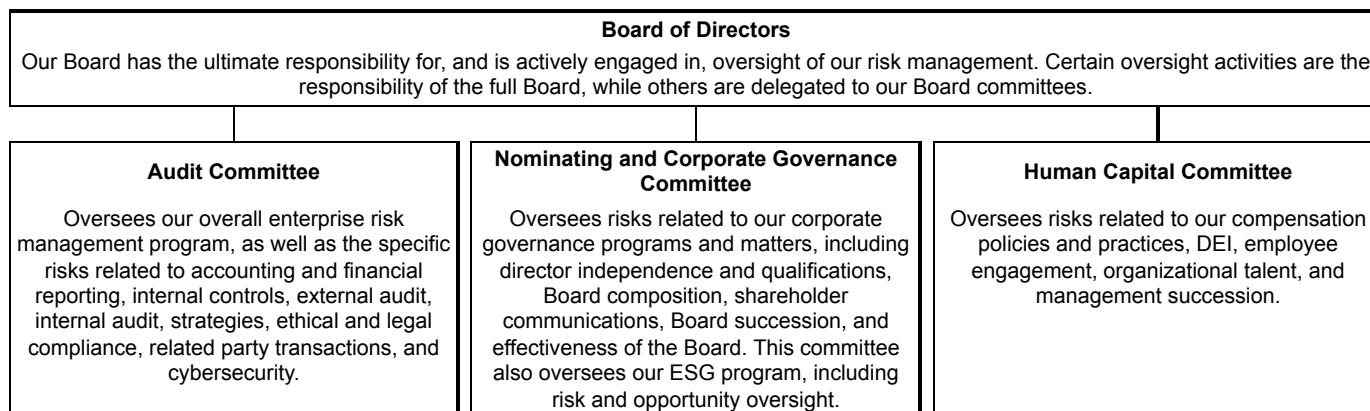 Board of Directors
Our Board has the ultimate responsibility for, and is actively engaged in, oversight of our risk management. Certain oversight activities are the
responsibility of the full Board, while others are delegated to our Board committees.
Audit Committee
Oversees our overall enterprise risk
management program, as well as the specific
risks related to accounting and financial
reporting, internal controls, external audit,
internal audit, strategies, ethical and legal
compliance, related party transactions, and
cybersecurity.
Nominating and Corporate Governance
Committee
Oversees risks related to our corporate
governance programs and matters, including
director independence and qualifications,
Board composition, shareholder
communications, Board succession, and
effectiveness of the Board. This committee
also oversees our ESG program, including
risk and opportunity oversight.
Human Capital Committee
Oversees risks related to our compensation
policies and practices, DEI, employee
engagement, organizational talent, and
management succession.